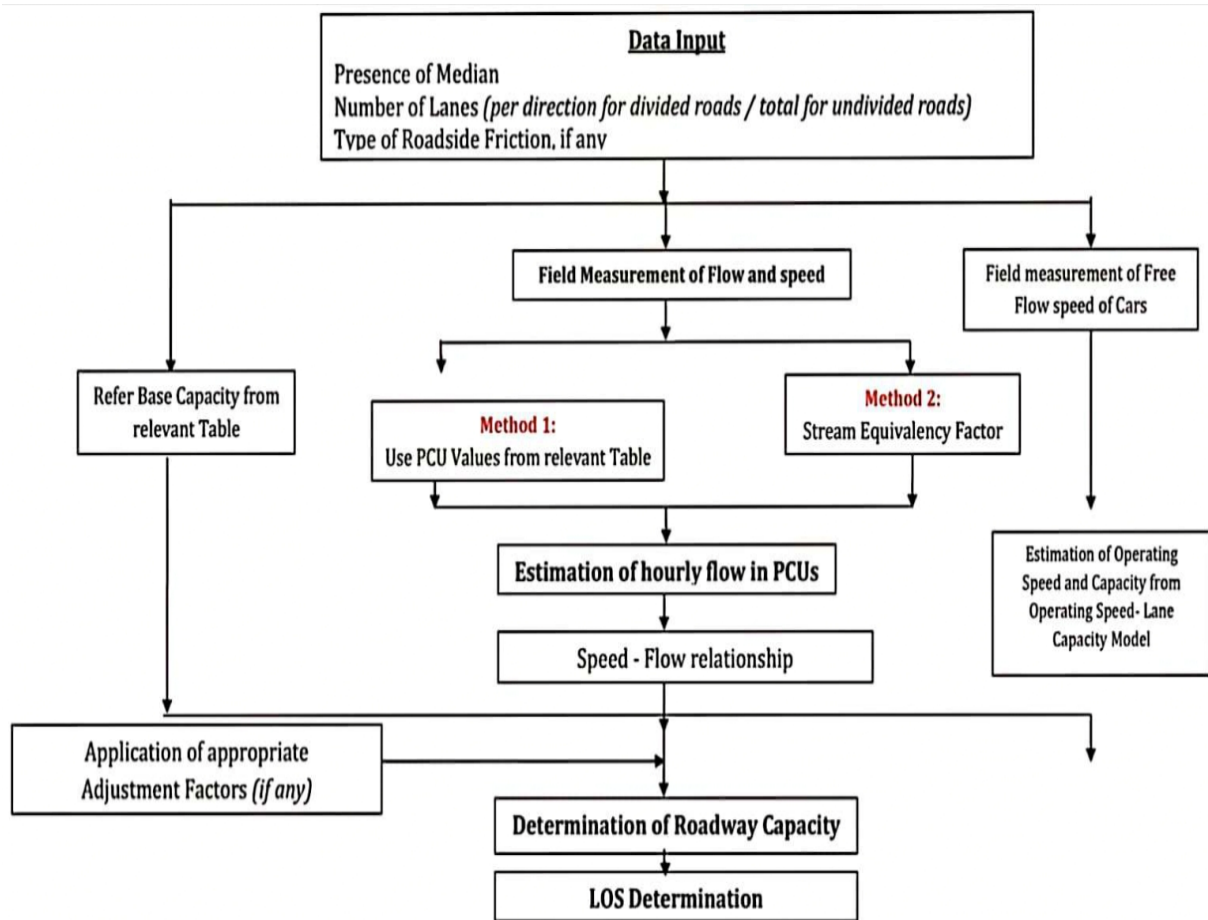 Data Input
Presence of Median
Number of Lanes (per direction for divided roads / total for undivided roads)
Type of Roadside Friction, if any
Field Measurement of Flow and speed
Field measurement of Free
Flow speed of Cars
Refer Base Capacity from
relevant Table
Method 1:
Use PCU Values from relevant Table
Method 2:
Stream Equivalency Factor
Estimation of hourly flow in PCUs
Estimation of Operating
Speed and Capacity from
Operating Speed- Lane
Capacity Model
Speed - Flow relationship
Application of appropriate
Adjustment Factors (if any)
Determination of Roadway Capacity
LOS Determination